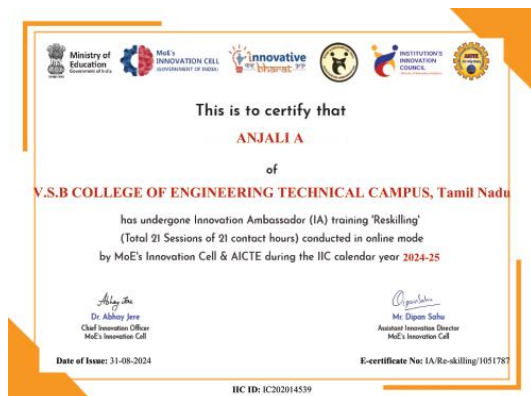 Ministry of
Education
Government of India
MoE's
INNOVATION CELL
(GOVERNMENT OF INDIA)
innovative
bharat
INSTITUTION'S
INNOVATION
COUNCIL
AICTE
This is to certify that
ANJALI A
of
V.S.B COLLEGE OF ENGINEERING TECHNICAL CAMPUS, Tamil Nadu
has undergone Innovation Ambassador (IA) training 'Reskilling'
(Total 21 Sessions of 21 contact hours) conducted in online mode
by MoE's Innovation Cell & AICTE during the IIC calendar year 2024-25
Dr. Abhay Jere
Chief Innovation Officer
MoE's Innovation Cell
Mr. Dipan Sahu
Assistant Innovation Director
MoE's Innovation Cell
Date of Issue: 31-08-2024
E-certificate No: IA/Re-skilling/1051787
IIC ID: IC202014539